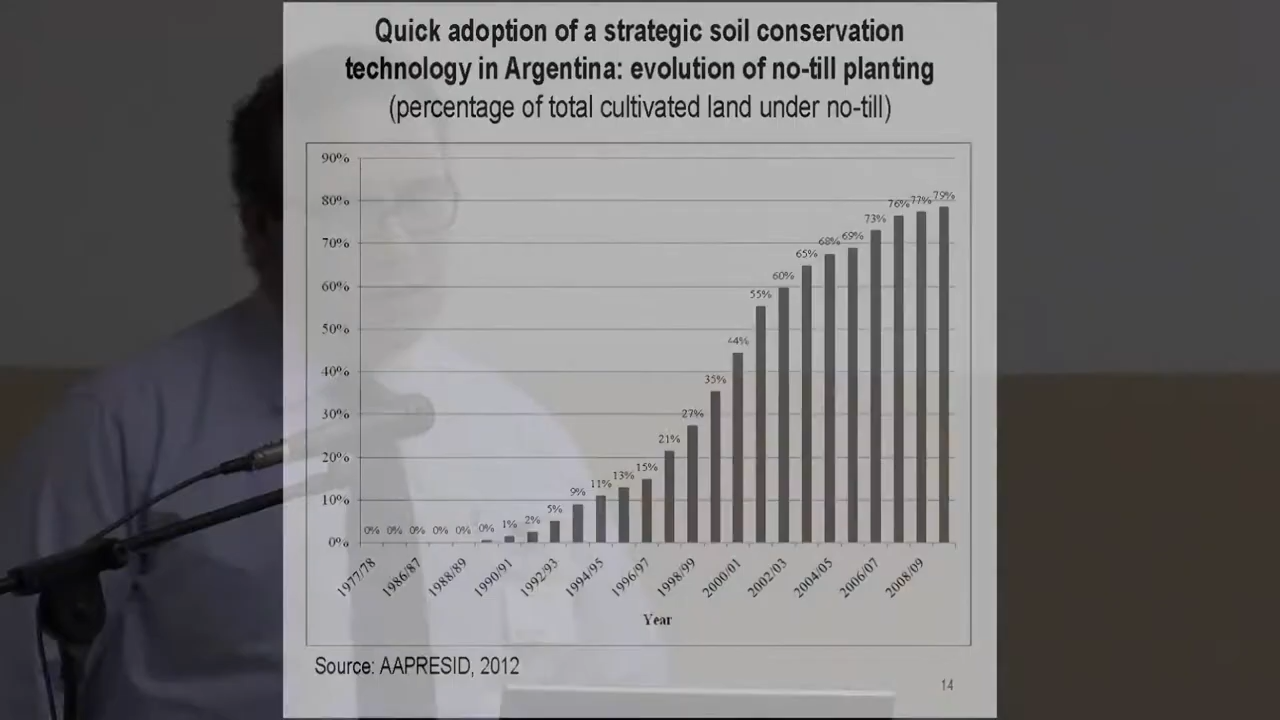 Quick adoption of a strategic soil conservation
technology in Argentina: evolution of no-till planting
(percentage of total cultivated land under no-till)
90%
80%
70%
60%
50%
40%
30%
20%
10%
0%
0% 0% 0% 0% 0% 0% 1% 2% 5% 9% 11% 13% 15% 21% 27% 35% 44% 55% 60% 65% 68% 69% 73% 76% 77% 79%
1977/78 1986/87 1988/89 1990/91 1992/93 1994/95 1996/97 1998/99 2000/01 2002/03 2004/05 2006/07 2008/09
Year
Source: AAPRESID, 2012
14